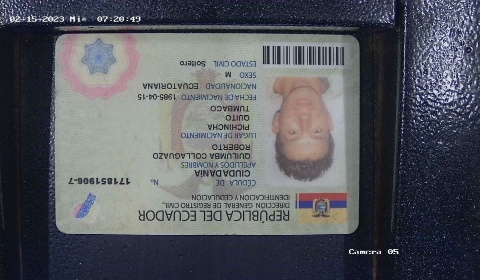 02-15-2023 Mie 07:20:49
REPÚBLICA DEL ECUADOR
DIRECCIÓN GENERAL DE REGISTRO CIVIL,
IDENTIFICACIÓN Y CEDULACIÓN
CÉDULA DE N. 171851906-7
CIUDADANÍA
APELLIDOS Y NOMBRES
QUILUMBA COLLAGUAZO
ROBERTO
LUGAR DE NACIMIENTO
PICHINCHA
QUITO
TUMBACO
FECHA DE NACIMIENTO 1985-04-15
NACIONALIDAD ECUATORIANA
SEXO M
ESTADO CIVIL Soltero
Camera 05